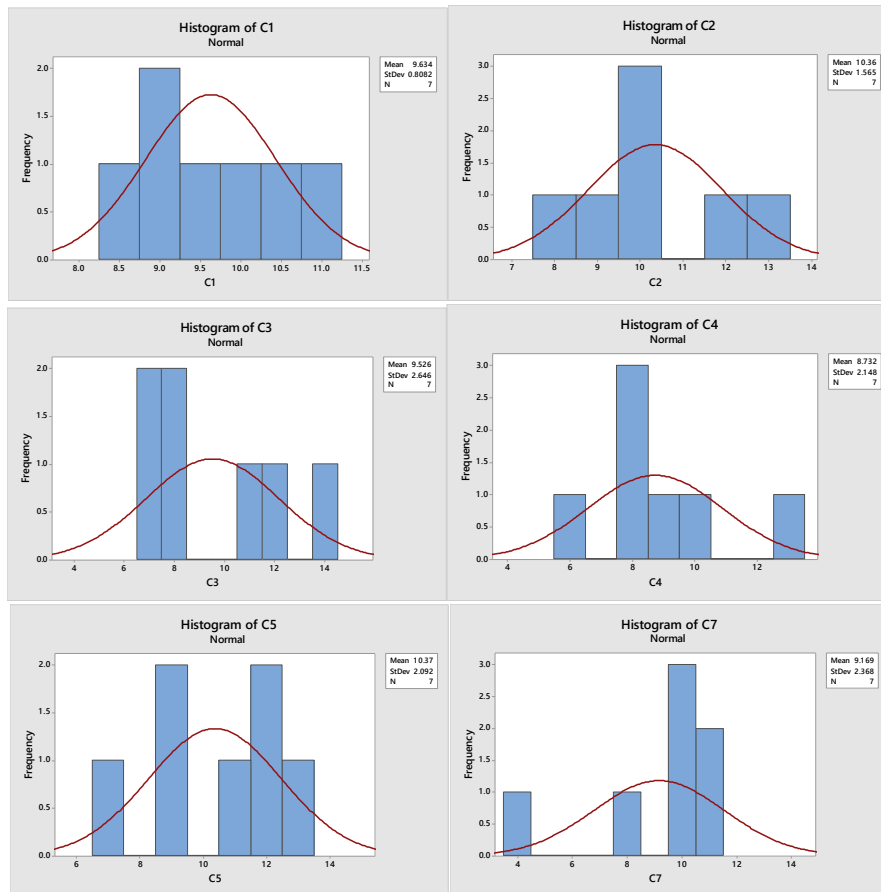 Histogram of C1
Normal
Mean 9.634
StDev 0.8082
N 7
Frequency
2.0
1.5
1.0
0.5
0.0
8.0 8.5 9.0 9.5 10.0 10.5 11.0 11.5
C1
Histogram of C2
Normal
Mean 10.36
StDev 1.565
N 7
Frequency
3.0
2.5
2.0
1.5
1.0
0.5
0.0
7 8 9 10 11 12 13 14
C2
Histogram of C3
Normal
Mean 9.526
StDev 2.646
N 7
Frequency
2.0
1.5
1.0
0.5
0.0
4 6 8 10 12 14
C3
Histogram of C4
Normal
Mean 8.732
StDev 2.148
N 7
Frequency
3.0
2.5
2.0
1.5
1.0
0.5
0.0
4 6 8 10 12
C4
Histogram of C5
Normal
Mean 10.37
StDev 2.092
N 7
Frequency
2.0
1.5
1.0
0.5
0.0
6 8 10 12 14
C5
Histogram of C7
Normal
Mean 9.169
StDev 2.368
N 7
Frequency
3.0
2.5
2.0
1.5
1.0
0.5
0.0
4 6 8 10 12 14
C7